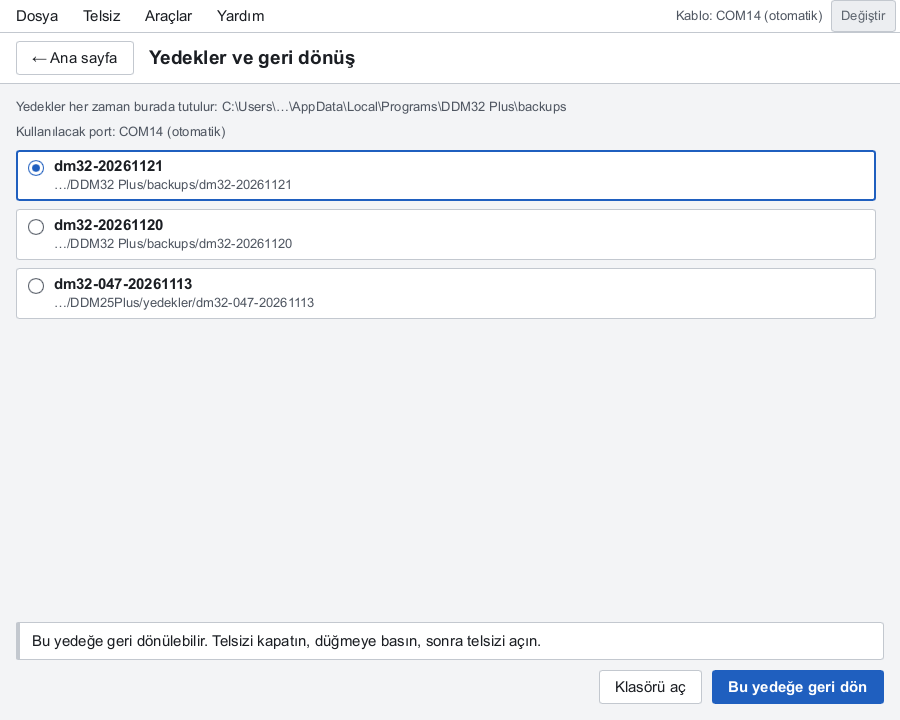 Dosya Telsiz Araçlar Yardım Kablo: COM14 (otomatik) Değiştir
← Ana sayfa Yedekler ve geri dönüş
Yedekler her zaman burada tutulur: C:\Users\…\AppData\Local\Programs\DDM32 Plus\backups
Kullanılacak port: COM14 (otomatik)
dm32-20261121
…/DDM32 Plus/backups/dm32-20261121
dm32-20261120
…/DDM32 Plus/backups/dm32-20261120
dm32-047-20261113
…/DDM25Plus/yedekler/dm32-047-20261113
Bu yedeğe geri dönülebilir. Telsizi kapatın, düğmeye basın, sonra telsizi açın.
Klasörü aç Bu yedeğe geri dön